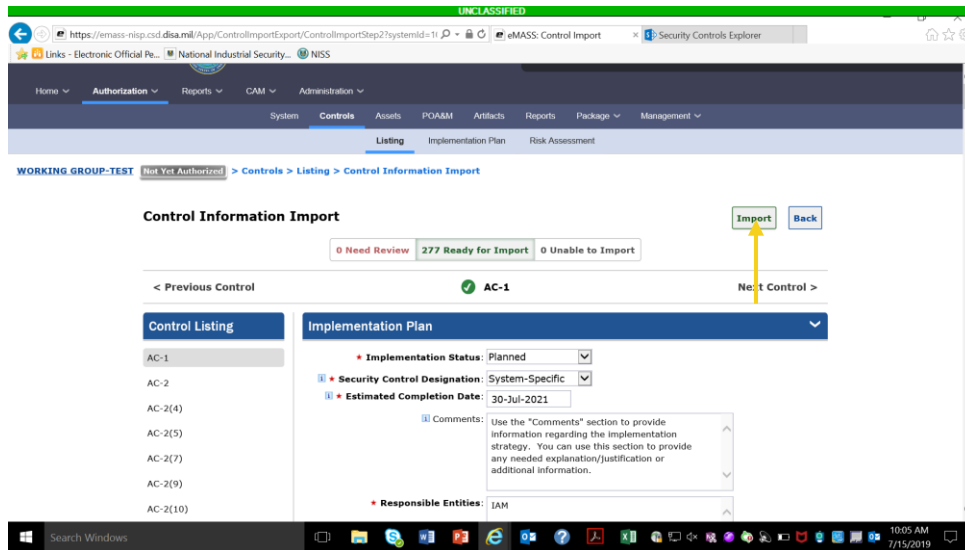 UNCLASSIFIED
https://emass-nisp.csd.disa.mil/App/ControlImportExport/ControlImportStep2?systemId=1 eMASS: Control Import × Security Controls Explorer
Links - Electronic Official Pe... National Industrial Security... NISS
Home Authorization Reports CAM Administration
System Controls Assets POA&M Artifacts Reports Package Management
Listing Implementation Plan Risk Assessment
WORKING GROUP-TEST Not Yet Authorized > Controls > Listing > Control Information Import
Control Information Import
Import Back
0 Need Review 277 Ready for Import 0 Unable to Import
< Previous Control AC-1 Next Control >
Control Listing Implementation Plan
AC-1 * Implementation Status: Planned
AC-2 * Security Control Designation: System-Specific
* Estimated Completion Date: 30-Jul-2021
AC-2(4)
Comments: Use the "Comments" section to provide
information regarding the implementation
AC-2(5) strategy. You can use this section to provide
any needed explanation/justification or
AC-2(7) additional information.
AC-2(9)
AC-2(10) * Responsible Entities: IAM
Search Windows
10:05 AM
7/15/2019